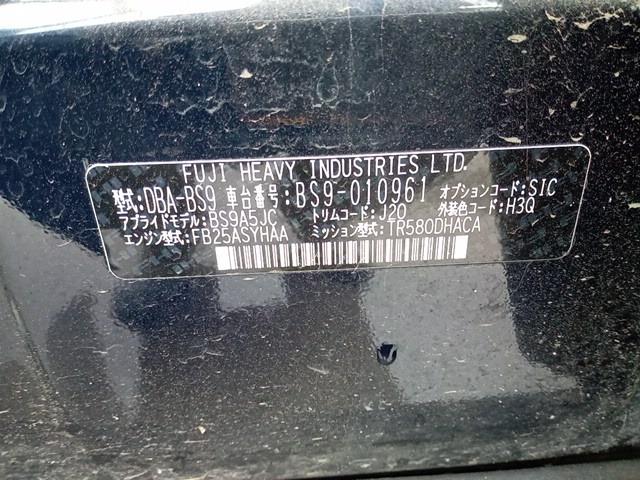 FUJI HEAVY INDUSTRIES LTD.
型式:DBA-BS9 車台番号:BS9-010961 オプションコード:SIC
アプライドモデル:BS9A5JC トリムコード:J20 外装色コード:H3Q
エンジン型式:FB25ASYHAA ミッション型式:TR580DHACA